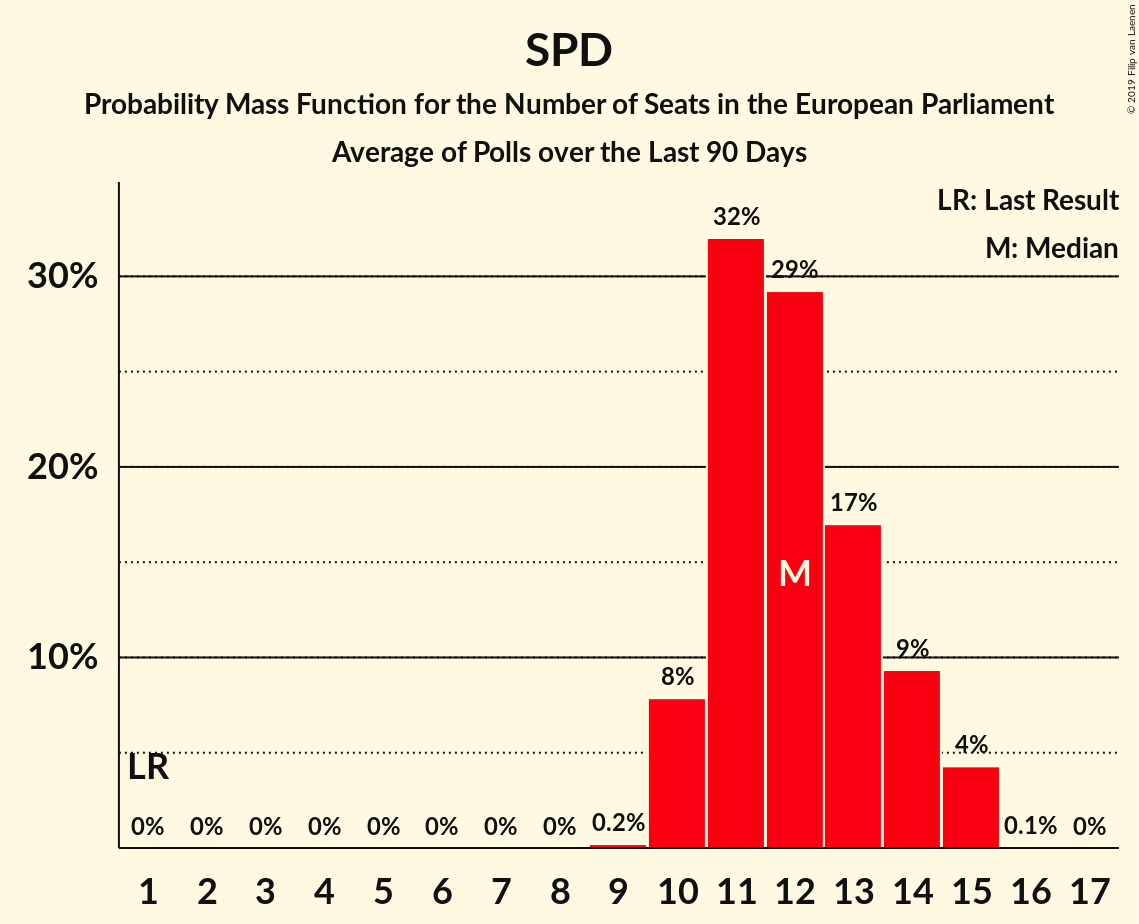 SPD
Probability Mass Function for the Number of Seats in the European Parliament
Average of Polls over the Last 90 Days
© 2019 Filip van Laenen
LR: Last Result
M: Median
32%
30%
29%
20%
17%
M
10%
9%
8%
LR
4%
0% 0% 0% 0% 0% 0% 0% 0% 0.2% 0.1% 0%
1 2 3 4 5 6 7 8 9 10 11 12 13 14 15 16 17